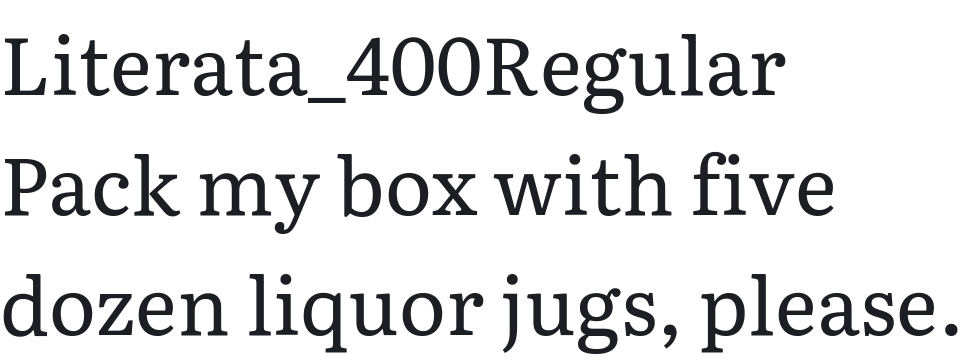 Literata_400Regular
Pack my box with five
dozen liquor jugs, please.